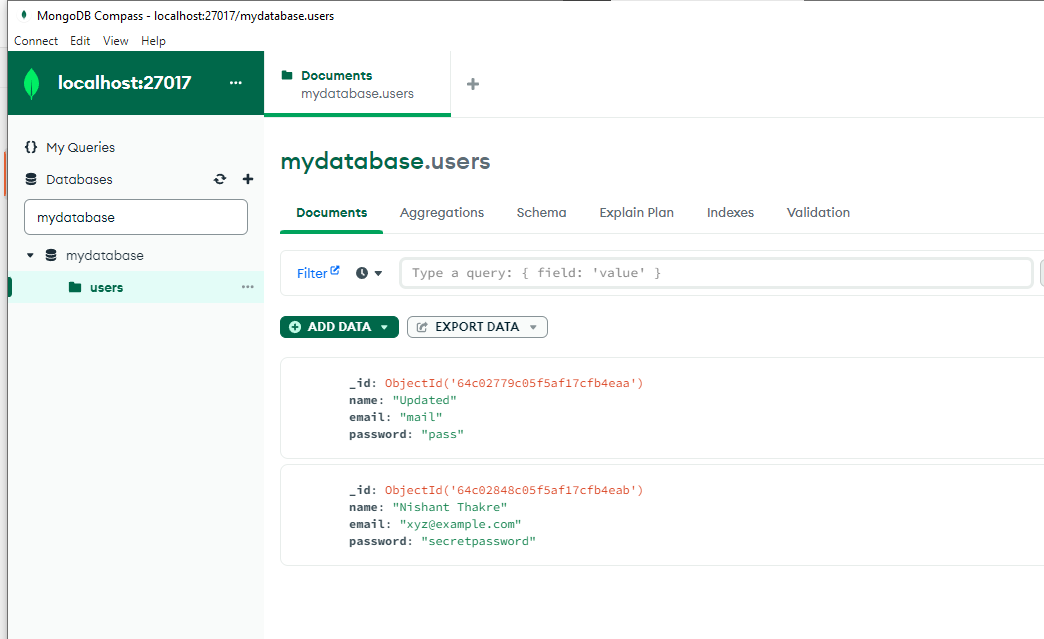 MongoDB Compass - localhost:27017/mydatabase.users
Connect Edit View Help
localhost:27017 ...
Documents
mydatabase.users
+
{} My Queries
Databases
mydatabase
mydatabase
users ...
mydatabase.users
Documents Aggregations Schema Explain Plan Indexes Validation
Filter
Type a query: { field: 'value' }
ADD DATA
EXPORT DATA
_id: ObjectId('64c02779c05f5af17cfb4eaa')
name: "Updated"
email: "mail"
password: "pass"
_id: ObjectId('64c02848c05f5af17cfb4eab')
name: "Nishant Thakre"
email: "xyz@example.com"
password: "secretpassword"